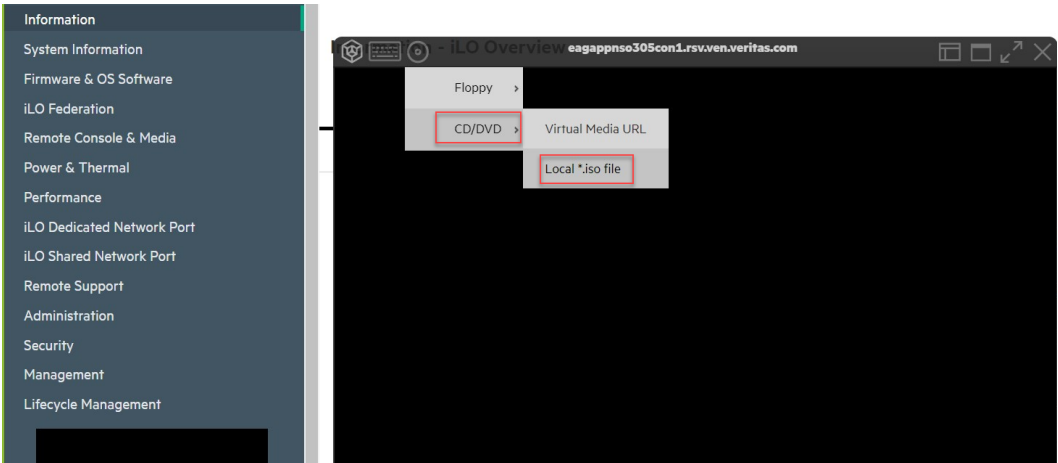 Information
System Information
Firmware & OS Software
iLO Federation
Remote Console & Media
Power & Thermal
Performance
iLO Dedicated Network Port
iLO Shared Network Port
Remote Support
Administration
Security
Management
Lifecycle Management
- iLO Overview
eagappnso305con1.rsv.ven.veritas.com
Floppy ›
CD/DVD › Virtual Media URL
Local *.iso file